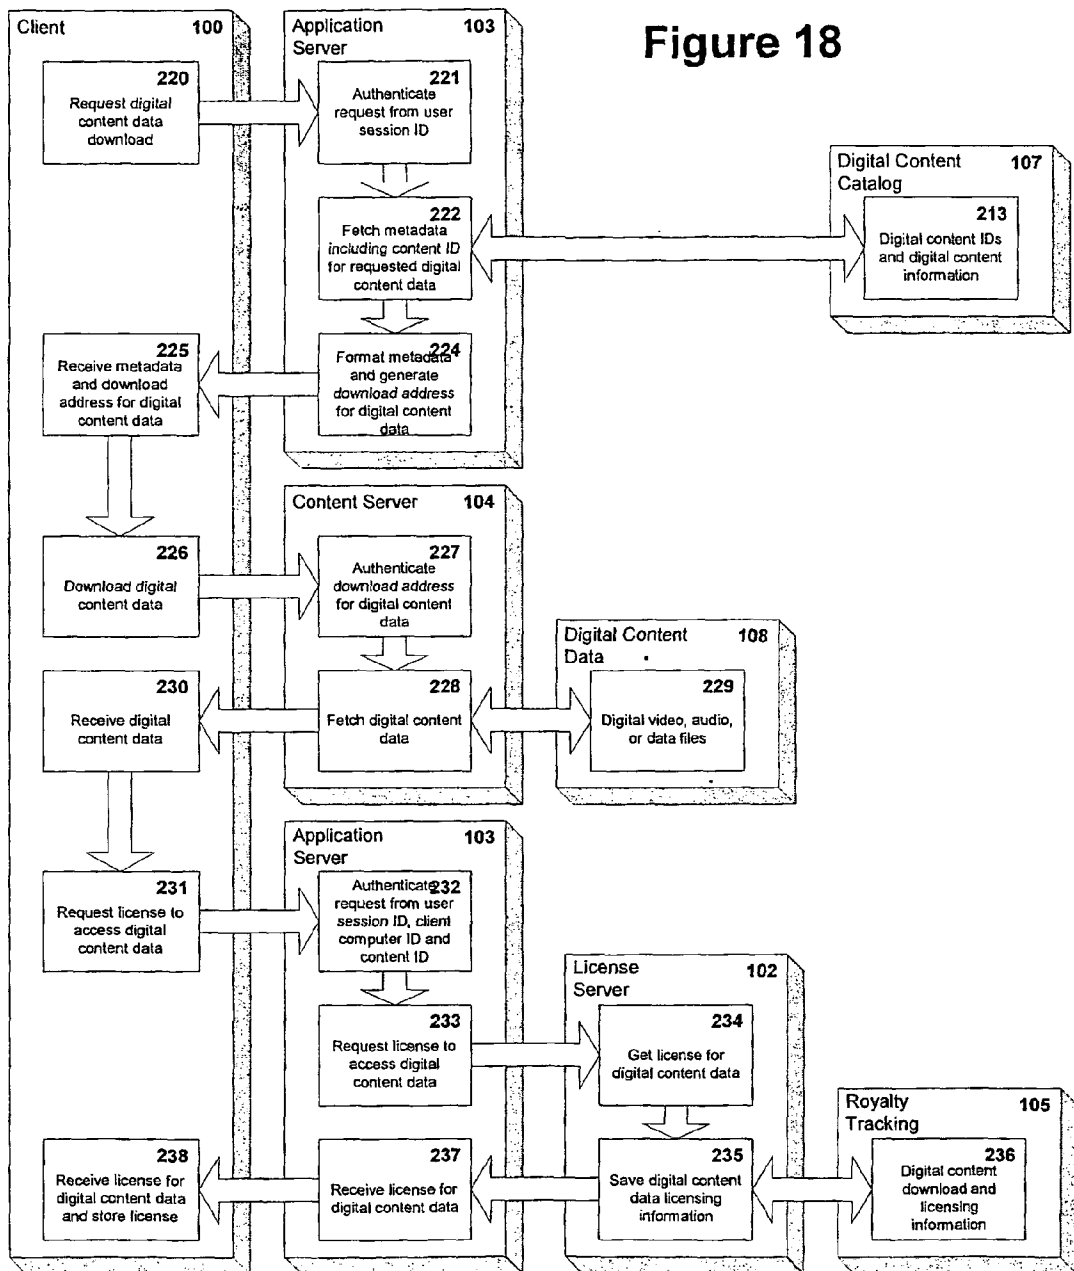 Figure 18
Client 100
220
Request digital
content data
download
Application 103
Server
221
Authenticate
request from user
session ID
222
Fetch metadata
including content ID
for requested digital
content data
Digital Content 107
Catalog
213
Digital content IDs
and digital content
information
224
Format metadata
and generate
download address
for digital content
data
225
Receive metadata
and download
address for digital
content data
226
Download digital
content data
Content Server 104
227
Authenticate
download address
for digital content
data
228
Fetch digital content
data
Digital Content 108
Data
229
Digital video, audio,
or data files
230
Receive digital
content data
231
Request license to
access digital
content data
Application 103
Server
232
Authenticate
request from user
session ID, client
computer ID and
content ID
233
Request license to
access digital
content data
License 102
Server
234
Get license for
digital content data
235
Save digital content
data licensing
information
Royalty 105
Tracking
236
Digital content
download and
licensing
information
237
Receive license for
digital content data
238
Receive license for
digital content data
and store license